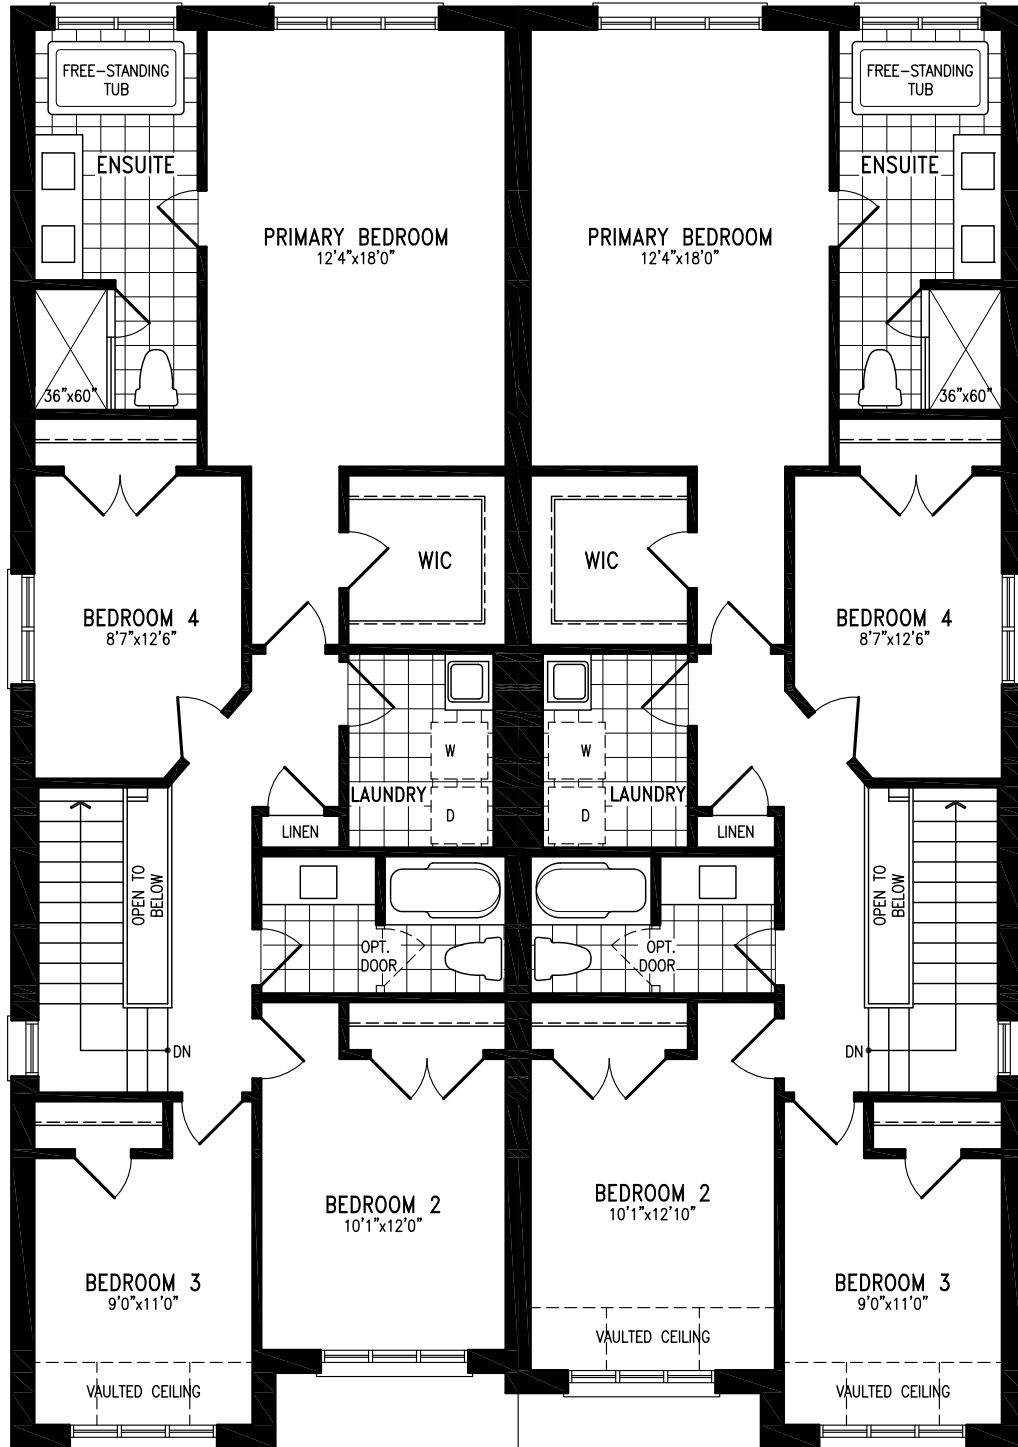 FREE-STANDING
TUB
FREE-STANDING
TUB
ENSUITE
ENSUITE
PRIMARY BEDROOM
12'4"x18'0"
PRIMARY BEDROOM
12'4"x18'0"
36"x60"
36"x60"
WIC
WIC
BEDROOM 4
8'7"x12'6"
BEDROOM 4
8'7"x12'6"
W
W
LAUNDRY
LAUNDRY
D
D
LINEN
LINEN
OPEN TO
BELOW
OPEN TO
BELOW
OPT.
DOOR
OPT.
DOOR
DN
DN
BEDROOM 2
10'1"x12'0"
BEDROOM 2
10'1"x12'10"
BEDROOM 3
9'0"x11'0"
BEDROOM 3
9'0"x11'0"
VAULTED CEILING
VAULTED CEILING
VAULTED CEILING